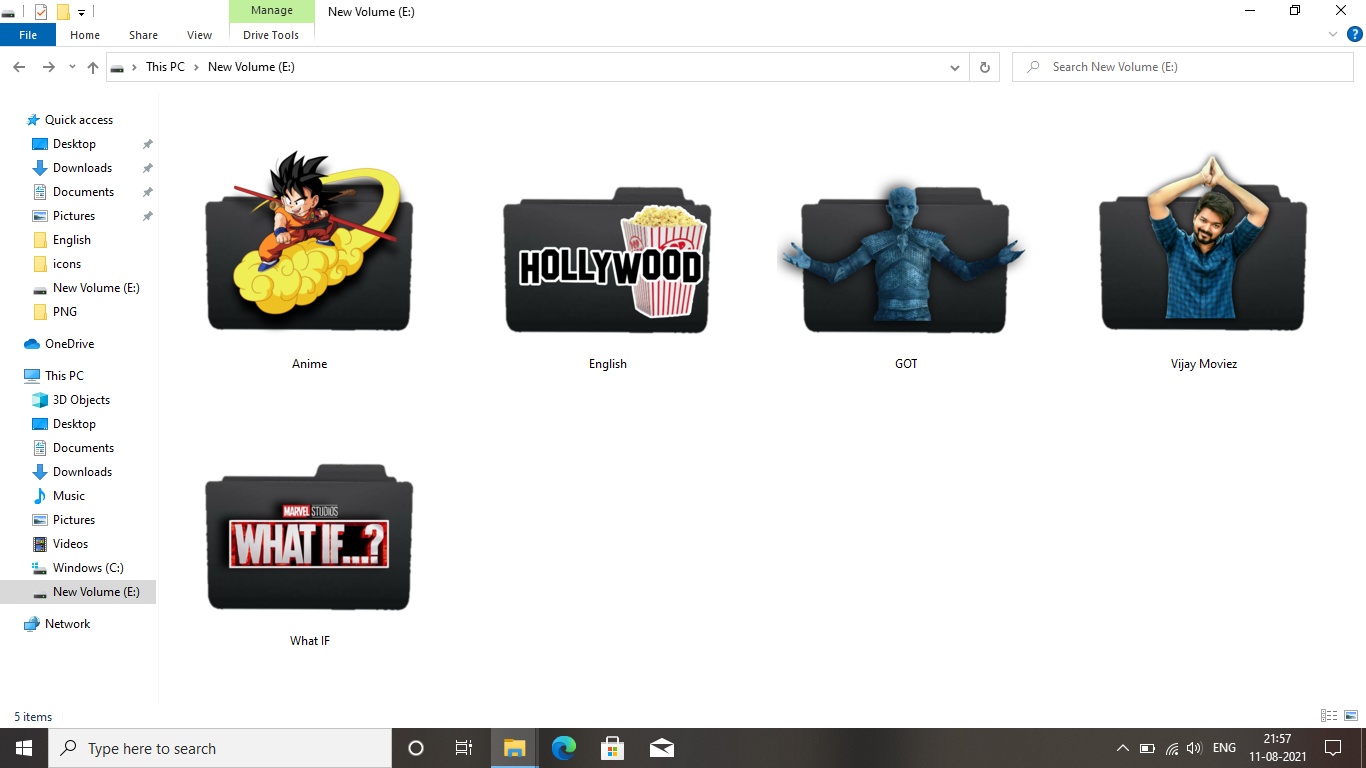 Manage
New Volume (E:)
File
Home
Share
View
Drive Tools
?
This PC
New Volume (E:)
Search New Volume (E:)
Quick access
Desktop
Downloads
Documents
Pictures
English
icons
New Volume (E:)
PNG
OneDrive
This PC
3D Objects
Desktop
Documents
Downloads
Music
Pictures
Videos
Windows (C:)
New Volume (E:)
Network
Anime
HOLLYWOOD
English
GOT
Vijay Moviez
MARVEL STUDIOS
WHAT IF...?
What IF
5 items
Type here to search
ENG
21:57
11-08-2021